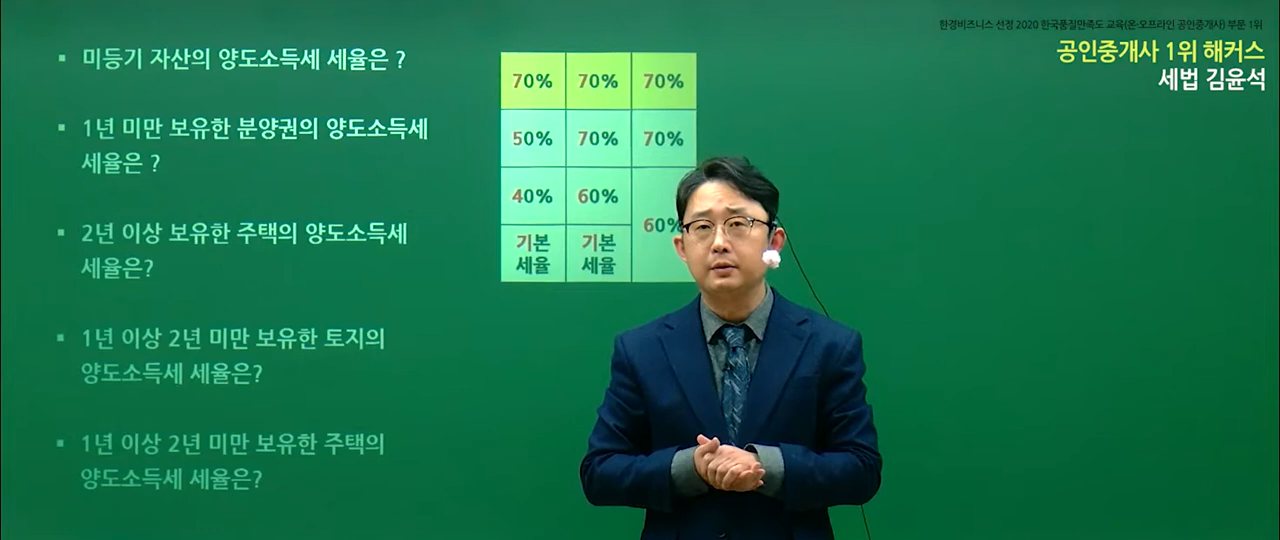 한경비즈니스 선정 2020 한국품질만족도 교육(온·오프라인 공인중개사) 부문 1위
공인중개사 1위 해커스
세법 김윤석
▪ 미등기 자산의 양도소득세 세율은 ?
▪ 1년 미만 보유한 분양권의 양도소득세
세율은 ?
▪ 2년 이상 보유한 주택의 양도소득세
세율은?
▪ 1년 이상 2년 미만 보유한 토지의
양도소득세 세율은?
▪ 1년 이상 2년 미만 보유한 주택의
양도소득세 세율은?
70% 70% 70%
50% 70% 70%
40% 60% 60%
기본 기본
세율 세율